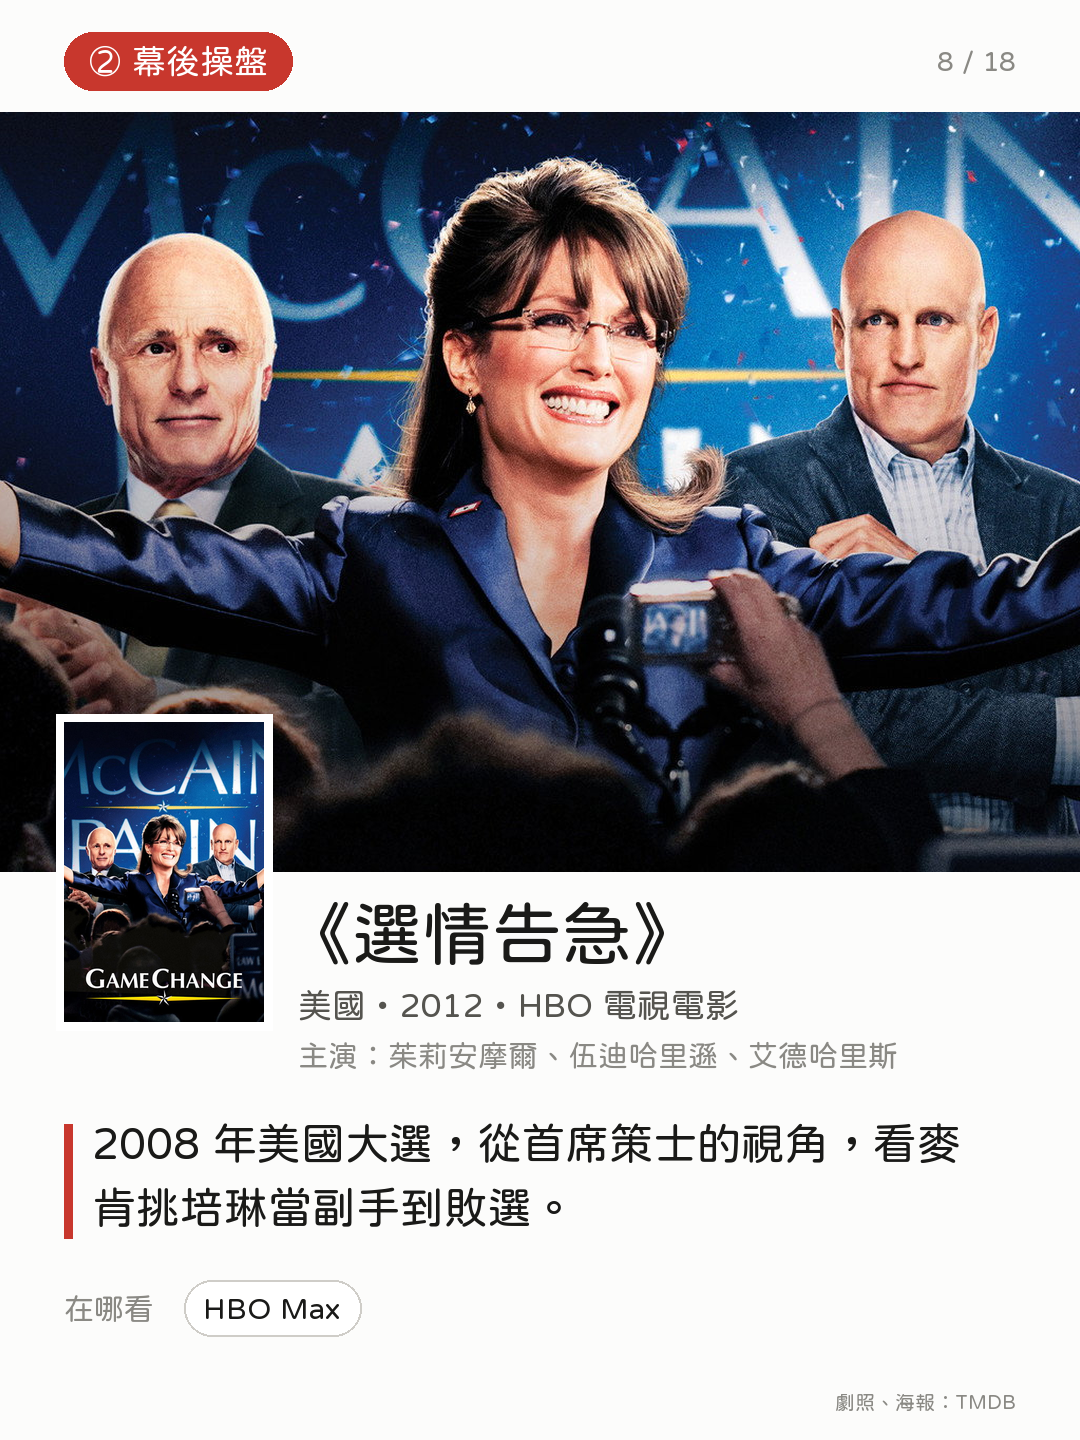 ② 幕後操盤
8 / 18
McCAIN
PALIN
McCAIN
PALIN
GAME CHANGE
《選情告急》
美國・2012・HBO 電視電影
主演：茱莉安摩爾、伍迪哈里遜、艾德哈里斯
2008 年美國大選，從首席策士的視角，看麥
肯挑培琳當副手到敗選。
在哪看 HBO Max
劇照、海報：TMDB